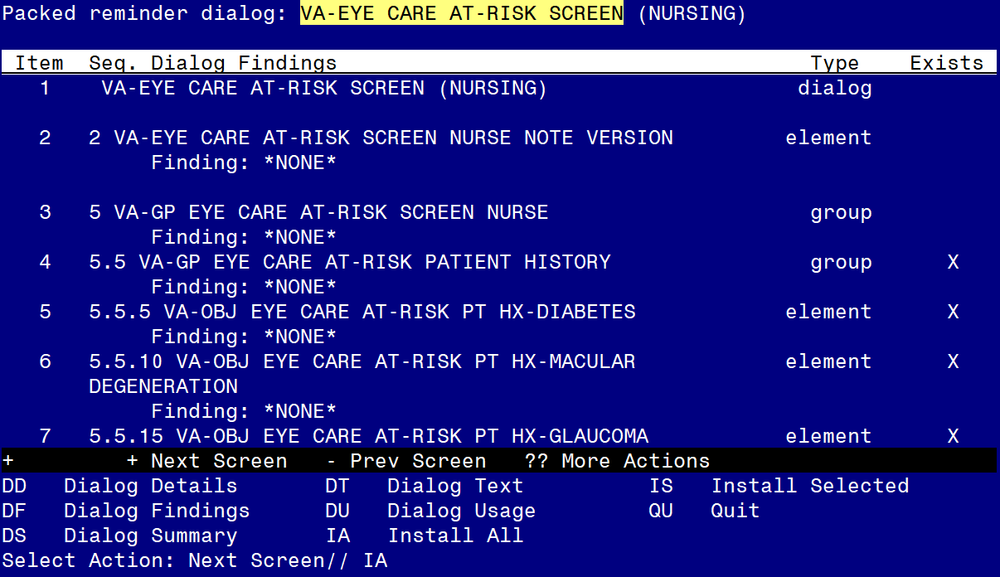 Packed reminder dialog: VA-EYE CARE AT-RISK SCREEN (NURSING)
Item  Seq. Dialog Findings  Type  Exists
1  VA-EYE CARE AT-RISK SCREEN (NURSING)  dialog
2  2 VA-EYE CARE AT-RISK SCREEN NURSE NOTE VERSION  element
Finding: *NONE*
3  5 VA-GP EYE CARE AT-RISK SCREEN NURSE  group
Finding: *NONE*
4  5.5 VA-GP EYE CARE AT-RISK PATIENT HISTORY  group  X
Finding: *NONE*
5  5.5.5 VA-OBJ EYE CARE AT-RISK PT HX-DIABETES  element  X
Finding: *NONE*
6  5.5.10 VA-OBJ EYE CARE AT-RISK PT HX-MACULAR  element  X
DEGENERATION
Finding: *NONE*
7  5.5.15 VA-OBJ EYE CARE AT-RISK PT HX-GLAUCOMA  element  X
+  + Next Screen  - Prev Screen  ?? More Actions
DD  Dialog Details  DT  Dialog Text  IS  Install Selected
DF  Dialog Findings  DU  Dialog Usage  QU  Quit
DS  Dialog Summary  IA  Install All
Select Action: Next Screen// IA